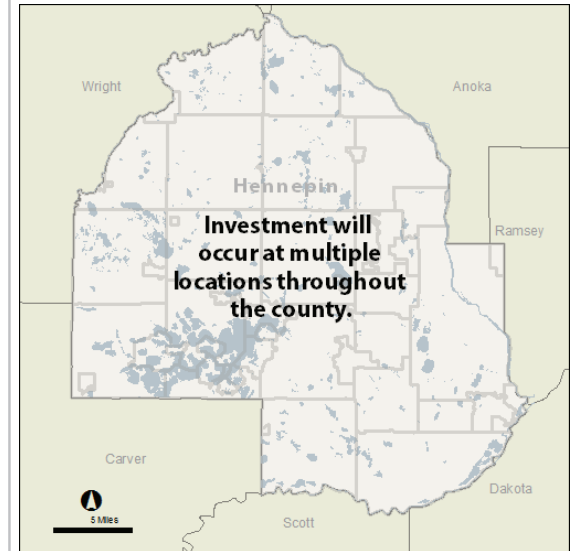 Wright
Anoka
Hennepin
Investment will
occur at multiple
locations throughout
the county.
Ramsey
Carver
Dakota
5 Miles
Scott